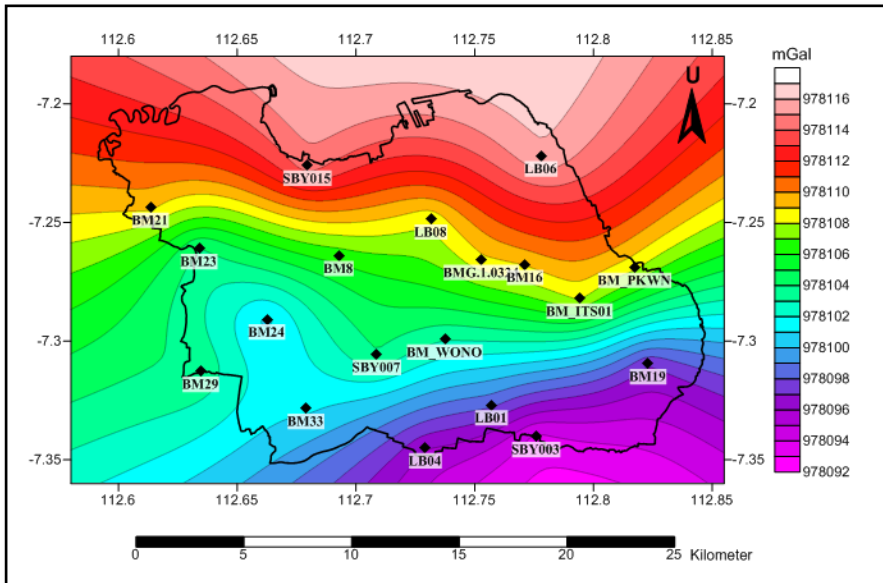 112.6 112.65 112.7 112.75 112.8 112.85
mGal
U
-7.2 -7.2
978116
978114
978112
978110
978108
978106
978104
978102
978100
978098
978096
978094
978092
LB06
SBY015
BM21
LB08
-7.25 -7.25
BM23
BM8
BMG.1.0324
BM16
BM_PKWN
BM_ITS01
-7.3 -7.3
BM24
BM_WONO
SBY007
BM29
BM19
BM33
LB01
SBY003
LB04
-7.35 -7.35
112.6 112.65 112.7 112.75 112.8 112.85
0 5 10 15 20 25 Kilometer